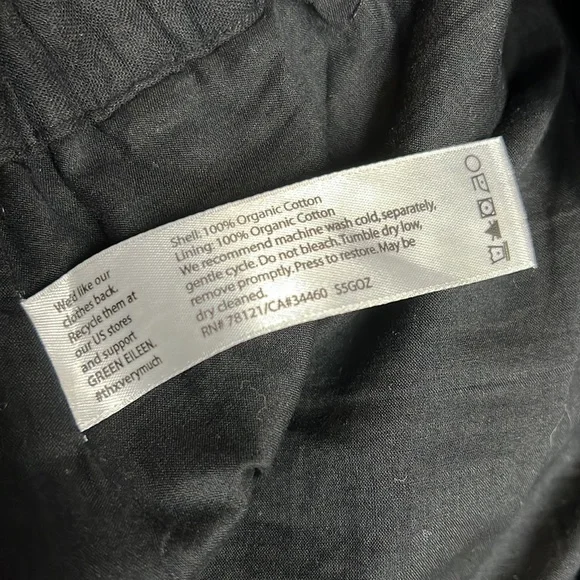 Shell: 100% Organic Cotton
Lining: 100% Organic Cotton
We recommend machine wash cold, separately,
gentle cycle. Do not bleach. Tumble dry low,
remove promptly. Press to restore. May be
dry cleaned.
RN# 78121/CA#34460 S5GOZ
We'd like our
clothes back.
Recycle them at
our US stores
and support
GREEN EILEEN.
#thxverymuch